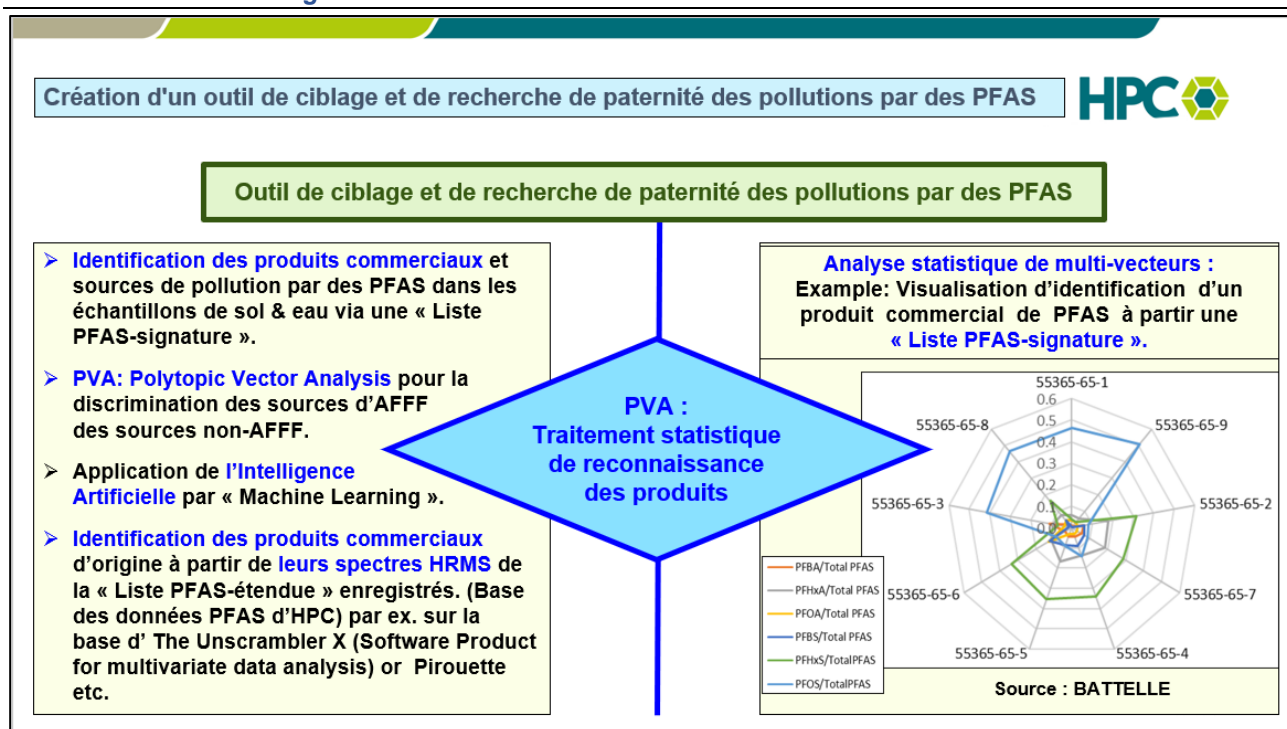 Création d'un outil de ciblage et de recherche de paternité des pollutions par des PFAS
HPC
Outil de ciblage et de recherche de paternité des pollutions par des PFAS
➢ Identification des produits commerciaux et
sources de pollution par des PFAS dans les
échantillons de sol & eau via une « Liste
PFAS-signature ».
➢ PVA: Polytopic Vector Analysis pour la
discrimination des sources d’AFFF
des sources non-AFFF.
➢ Application de l’Intelligence
Artificielle par « Machine Learning ».
➢ Identification des produits commerciaux
d’origine à partir de leurs spectres HRMS de
la « Liste PFAS-étendue » enregistrés. (Base
des données PFAS d’HPC) par ex. sur la
base d’ The Unscrambler X (Software Product
for multivariate data analysis) or Pirouette
etc.
PVA :
Traitement statistique
de reconnaissance
des produits
Analyse statistique de multi-vecteurs :
Example: Visualisation d’identification d’un
produit commercial de PFAS à partir une
« Liste PFAS-signature ».
55365-65-1
55365-65-9
55365-65-2
55365-65-7
55365-65-4
55365-65-5
55365-65-6
55365-65-3
55365-65-8
0.6
0.5
0.4
0.3
0.2
0.1
0.0
PFBA/Total PFAS
PFHxA/Total PFAS
PFOA/Total PFAS
PFBS/Total PFAS
PFHxS/TotalPFAS
PFOS/TotalPFAS
Source : BATTELLE